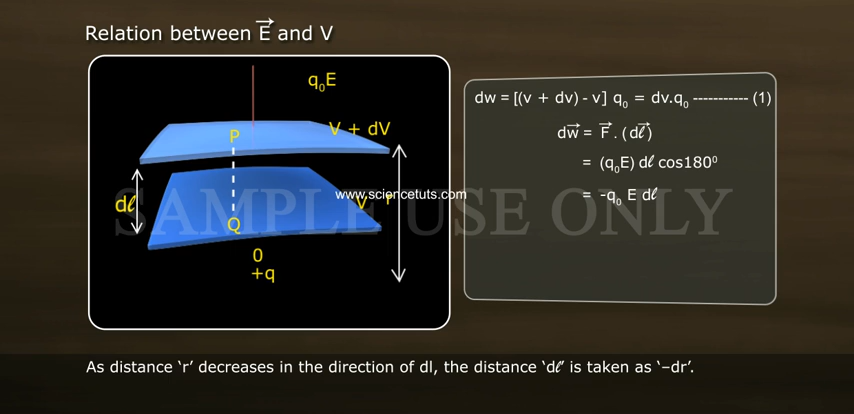 Relation between E⃗ and V
q₀E
P
V + dV
dℓ
Q
V
r
0
+q
www.sciencetuts.com
SAMPLE USE ONLY
dw = [(v + dv) - v] q₀ = dv.q₀ ----------- (1)
dw⃗ = F⃗ . (dℓ⃗)
= (q₀E) dℓ cos180⁰
= -q₀ E dℓ
As distance ‘r’ decreases in the direction of dl, the distance ‘dℓ’ is taken as ‘–dr’.